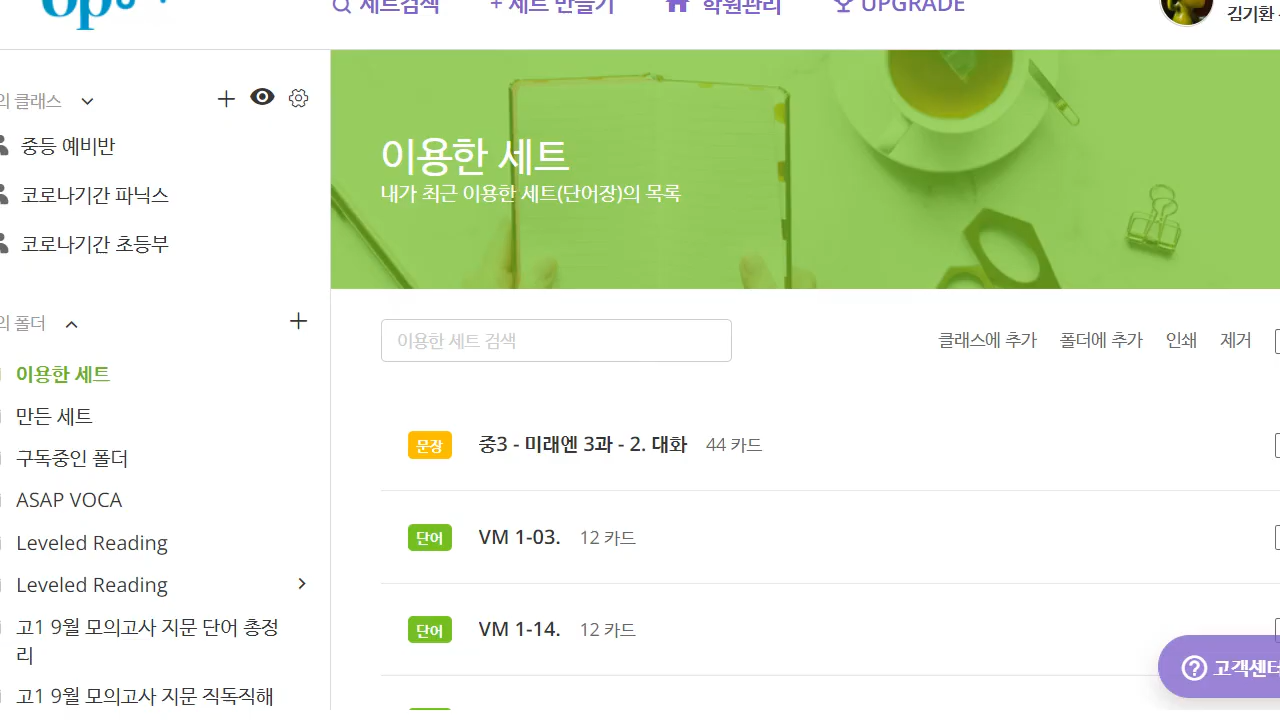 세트검색
+ 세트 만들기
학원관리
UPGRADE
김기환
의 클래스
중등 예비반
코로나기간 파닉스
코로나기간 초등부
의 폴더
이용한 세트
만든 세트
구독중인 폴더
ASAP VOCA
Leveled Reading
Leveled Reading
고1 9월 모의고사 지문 단어 총정
리
고1 9월 모의고사 지문 직독직해
이용한 세트
내가 최근 이용한 세트(단어장)의 목록
이용한 세트 검색
클래스에 추가 폴더에 추가 인쇄 제거
문장 중3 - 미래엔 3과 - 2. 대화 44 카드
단어 VM 1-03. 12 카드
단어 VM 1-14. 12 카드
고객센터